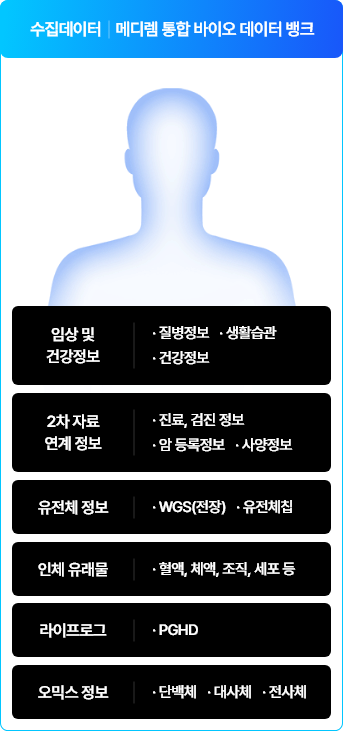 수집데이터 | 메디렘 통합 바이오 데이터 뱅크
임상 및
건강정보
· 질병정보 · 생활습관
· 건강정보
2차 자료
연계 정보
· 진료, 검진 정보
· 암 등록정보 · 사양정보
유전체 정보
· WGS(전장) · 유전체칩
인체 유래물
· 혈액, 체액, 조직, 세포 등
라이프로그
· PGHD
오믹스 정보
· 단백체 · 대사체 · 전사체